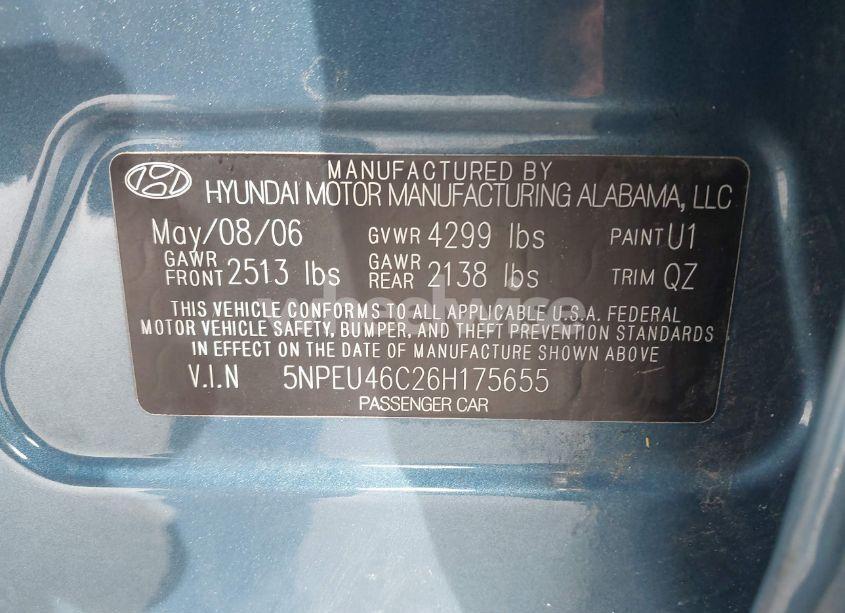 MANUFACTURED BY
HYUNDAI MOTOR MANUFACTURING ALABAMA, LLC
May/08/06 GVWR 4299 lbs PAINT U1
GAWR FRONT 2513 lbs GAWR REAR 2138 lbs TRIM QZ
THIS VEHICLE CONFORMS TO ALL APPLICABLE U.S.A. FEDERAL
MOTOR VEHICLE SAFETY, BUMPER, AND THEFT PREVENTION STANDARDS
IN EFFECT ON THE DATE OF MANUFACTURE SHOWN ABOVE
V.I.N 5NPEU46C26H175655
PASSENGER CAR
wheelwise